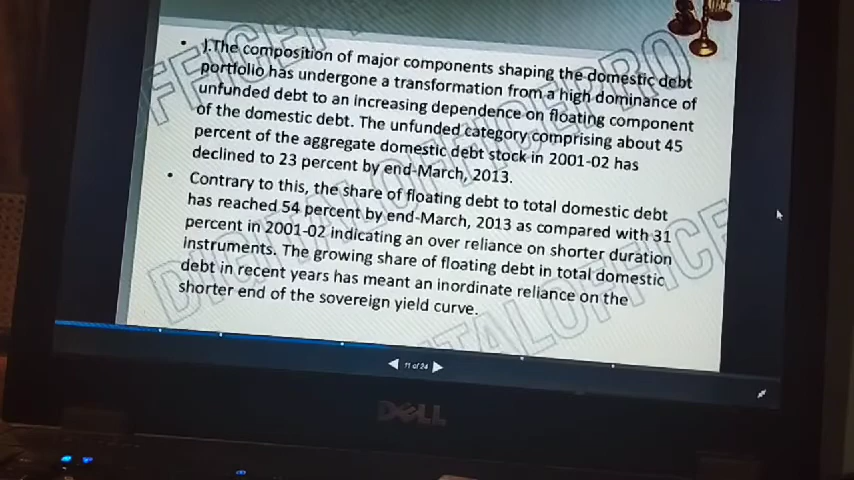 • J.The composition of major components shaping the domestic debt
portfolio has undergone a transformation from a high dominance of
unfunded debt to an increasing dependence on floating component
of the domestic debt. The unfunded category comprising about 45
percent of the aggregate domestic debt stock in 2001-02 has
declined to 23 percent by end-March, 2013.
• Contrary to this, the share of floating debt to total domestic debt
has reached 54 percent by end-March, 2013 as compared with 31
percent in 2001-02 indicating an over reliance on shorter duration
instruments. The growing share of floating debt in total domestic
debt in recent years has meant an inordinate reliance on the
shorter end of the sovereign yield curve.
DIGITALOFFICEPRO
11 of 24
DELL